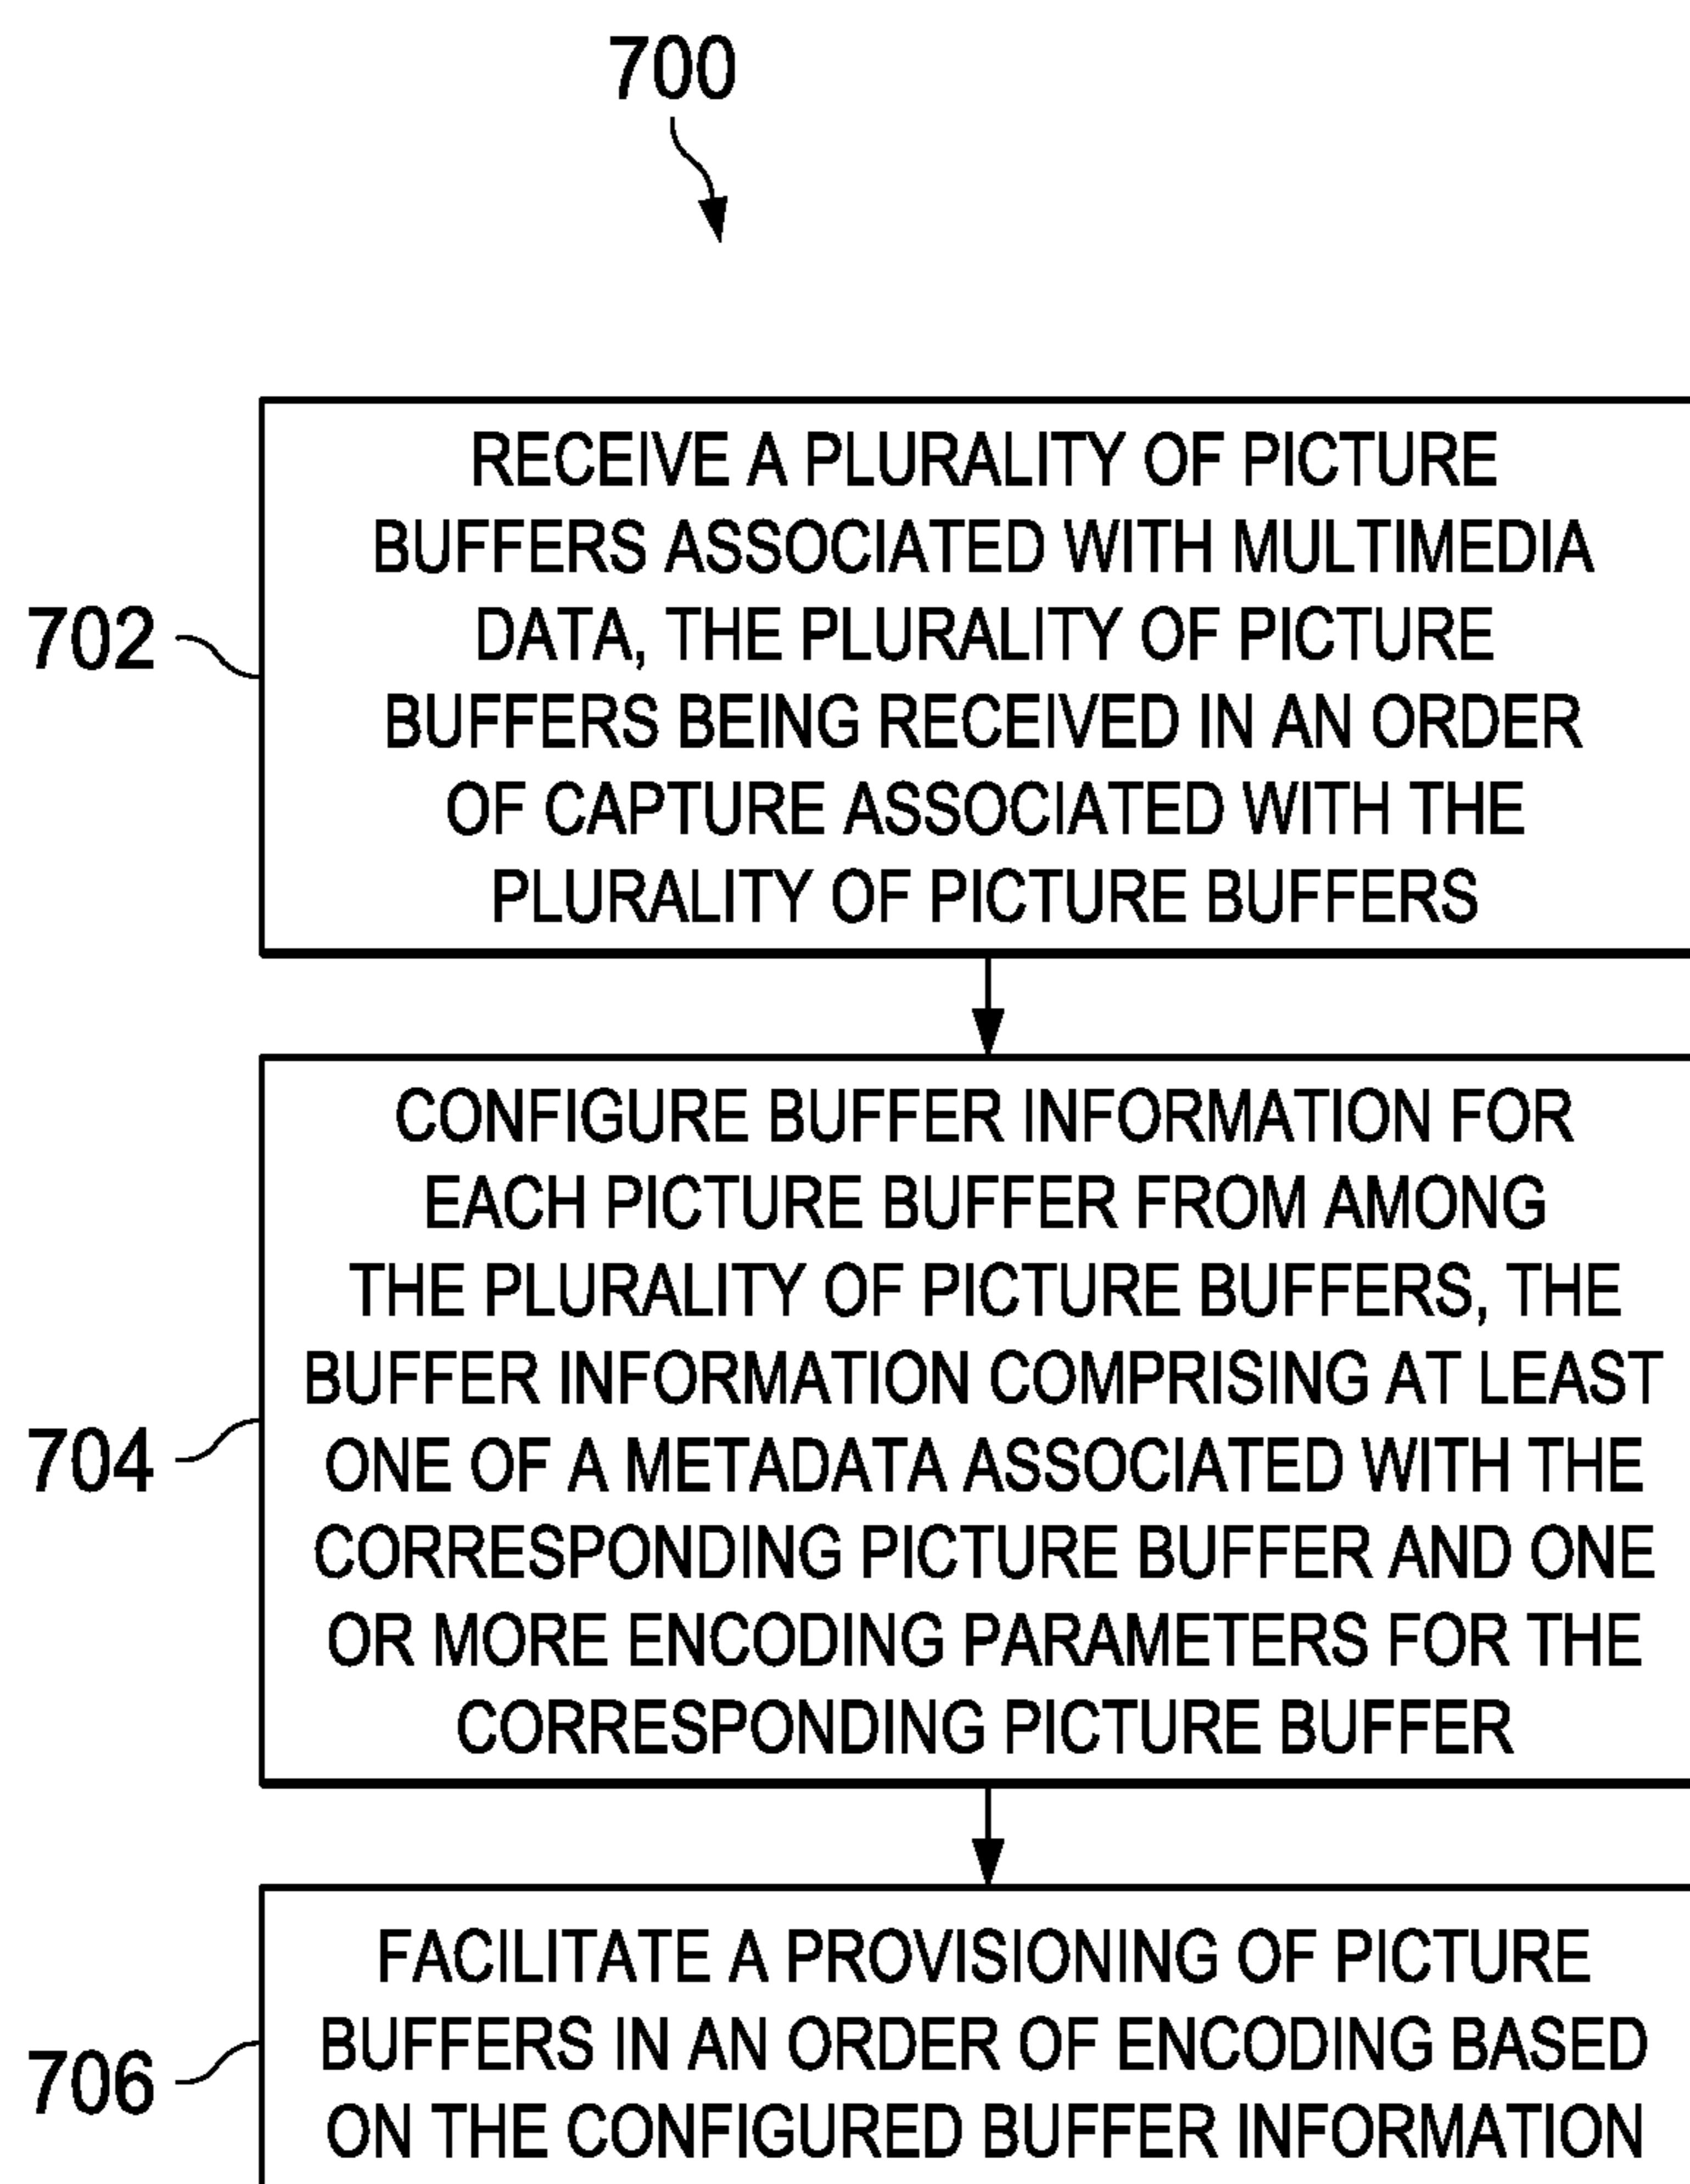 700
702
RECEIVE A PLURALITY OF PICTURE
BUFFERS ASSOCIATED WITH MULTIMEDIA
DATA, THE PLURALITY OF PICTURE
BUFFERS BEING RECEIVED IN AN ORDER
OF CAPTURE ASSOCIATED WITH THE
PLURALITY OF PICTURE BUFFERS
704
CONFIGURE BUFFER INFORMATION FOR
EACH PICTURE BUFFER FROM AMONG
THE PLURALITY OF PICTURE BUFFERS, THE
BUFFER INFORMATION COMPRISING AT LEAST
ONE OF A METADATA ASSOCIATED WITH THE
CORRESPONDING PICTURE BUFFER AND ONE
OR MORE ENCODING PARAMETERS FOR THE
CORRESPONDING PICTURE BUFFER
706
FACILITATE A PROVISIONING OF PICTURE
BUFFERS IN AN ORDER OF ENCODING BASED
ON THE CONFIGURED BUFFER INFORMATION